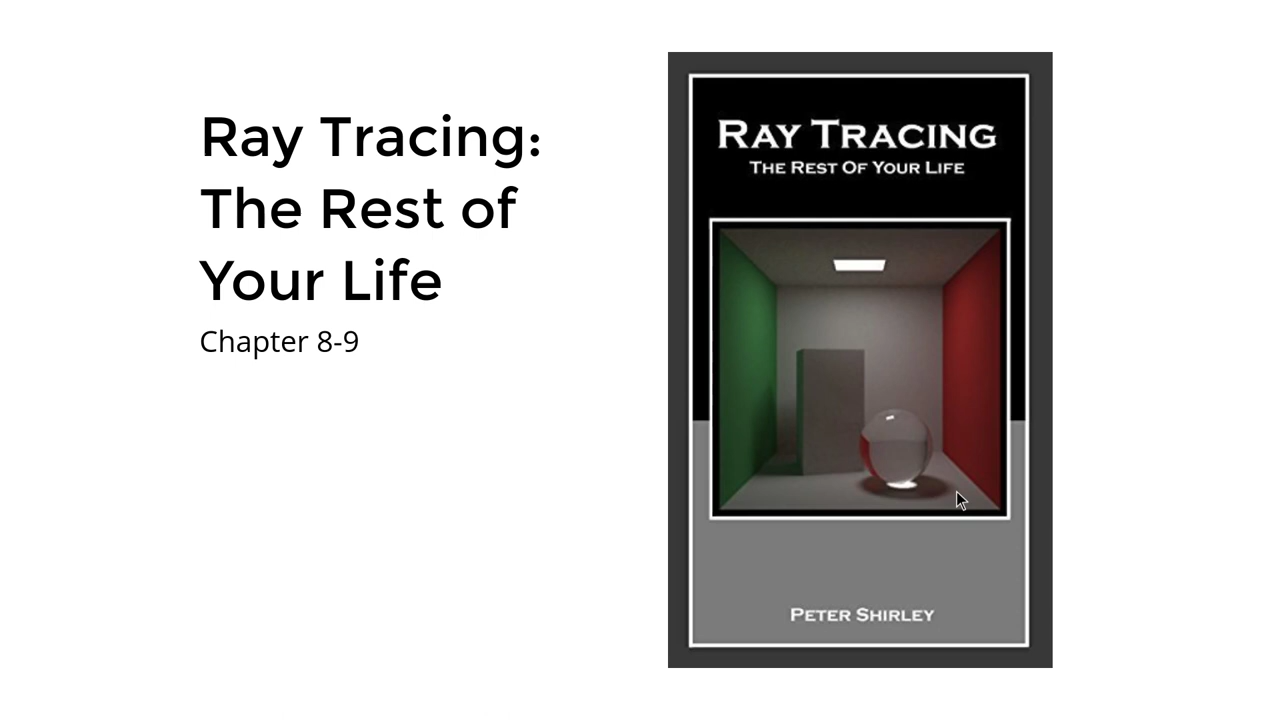 Ray Tracing:
The Rest of
Your Life
Chapter 8-9
RAY TRACING
THE REST OF YOUR LIFE
PETER SHIRLEY